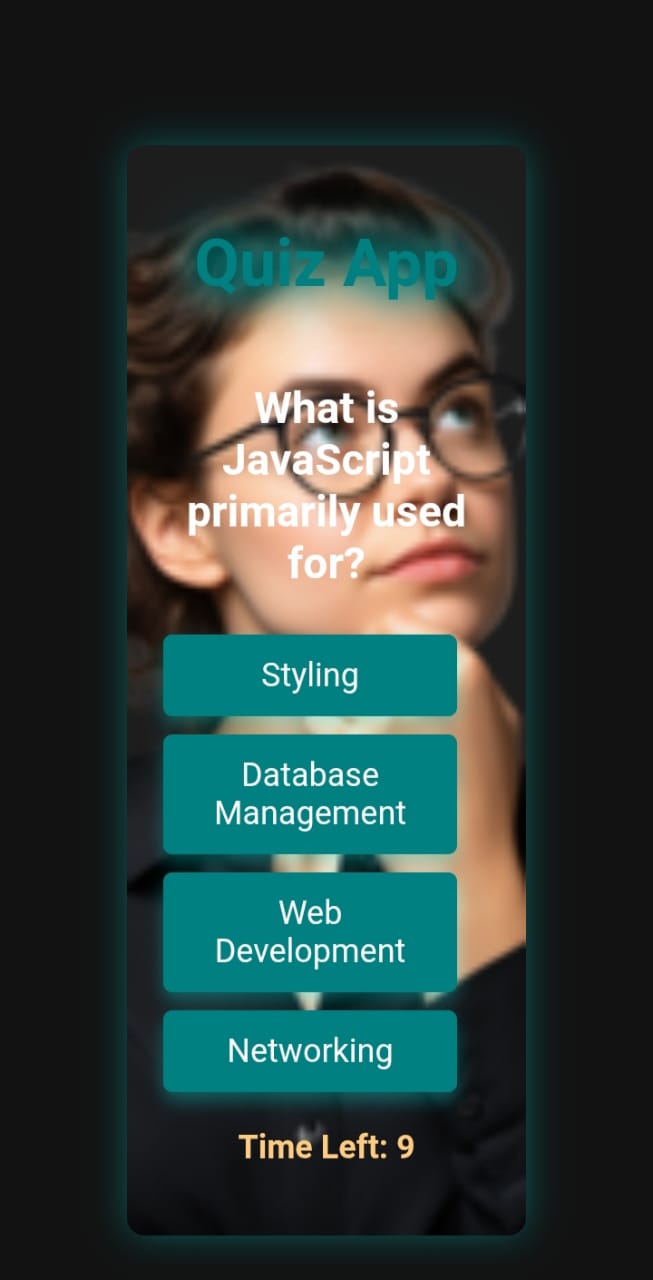 Quiz App
What is
JavaScript
primarily used
for?
Styling
Database
Management
Web
Development
Networking
Time Left: 9